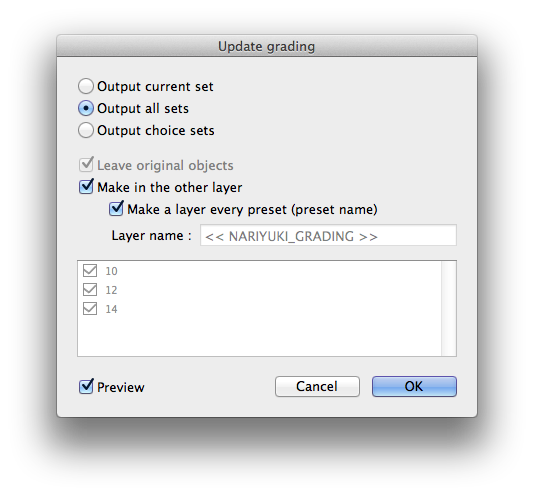 Update grading
Output current set
Output all sets
Output choice sets
Leave original objects
Make in the other layer
Make a layer every preset (preset name)
Layer name : << NARIYUKI_GRADING >>
10
12
14
Preview Cancel OK